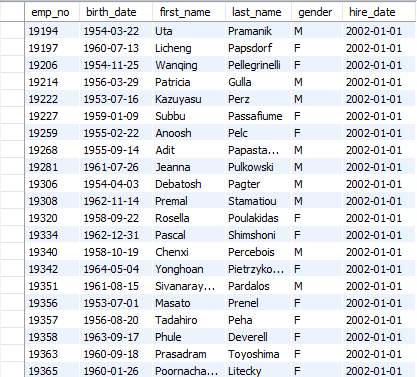 emp_no birth_date first_name last_name gender hire_date
19194 1954-03-22 Uta Pramanik M 2002-01-01
19197 1960-07-13 Licheng Papsdorf F 2002-01-01
19206 1954-11-25 Wanqing Pellegrinelli F 2002-01-01
19214 1956-03-29 Patricia Gulla M 2002-01-01
19222 1953-07-16 Kazuyasu Perz M 2002-01-01
19227 1959-01-09 Subbu Passafiume F 2002-01-01
19259 1955-02-22 Anoosh Pelc F 2002-01-01
19268 1955-09-14 Adit Papasta... M 2002-01-01
19281 1961-07-26 Jeanna Pulkowski M 2002-01-01
19306 1954-04-03 Debatosh Pagter M 2002-01-01
19308 1962-11-14 Premal Stamatiou M 2002-01-01
19320 1958-09-22 Rosella Poulakidas F 2002-01-01
19334 1962-12-31 Pascal Shimshoni F 2002-01-01
19340 1958-10-19 Chenxi Percebois M 2002-01-01
19342 1964-05-04 Yonghoan Pietrzyko... F 2002-01-01
19351 1961-08-15 Sivanaray... Pardalos M 2002-01-01
19356 1953-07-01 Masato Prenel F 2002-01-01
19357 1956-08-20 Tadahiro Peha F 2002-01-01
19358 1963-09-17 Phule Deverell F 2002-01-01
19363 1960-09-18 Prasadram Toyoshima F 2002-01-01
19365 1960-01-26 Poornacha... Litecky F 2002-01-01